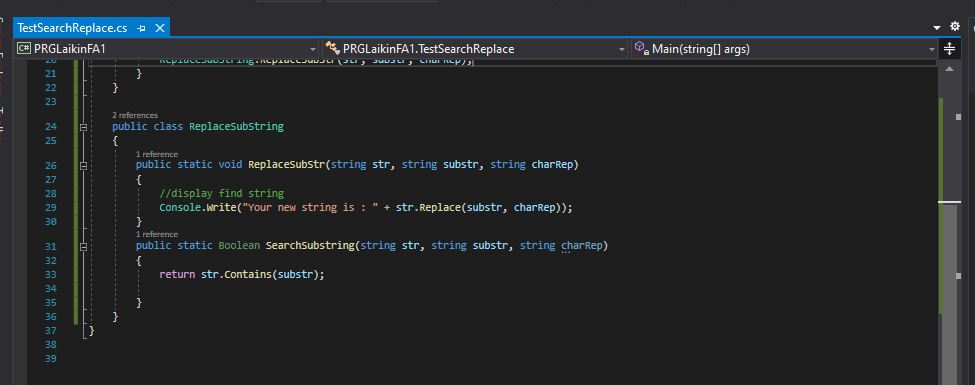 TestSearchReplace.cs
C# PRGLaikinFA1 PRGLaikinFA1.TestSearchReplace Main(string[] args)
20 ReplaceSubString.ReplaceSubStr(str, substr, charRep);
21 }
22 }
23
2 references
24 public class ReplaceSubString
25 {
1 reference
26 public static void ReplaceSubStr(string str, string substr, string charRep)
27 {
28 //display find string
29 Console.Write("Your new string is : " + str.Replace(substr, charRep));
30 }
1 reference
31 public static Boolean SearchSubstring(string str, string substr, string charRep)
32 {
33 return str.Contains(substr);
34
35 }
36 }
37 }
38
39